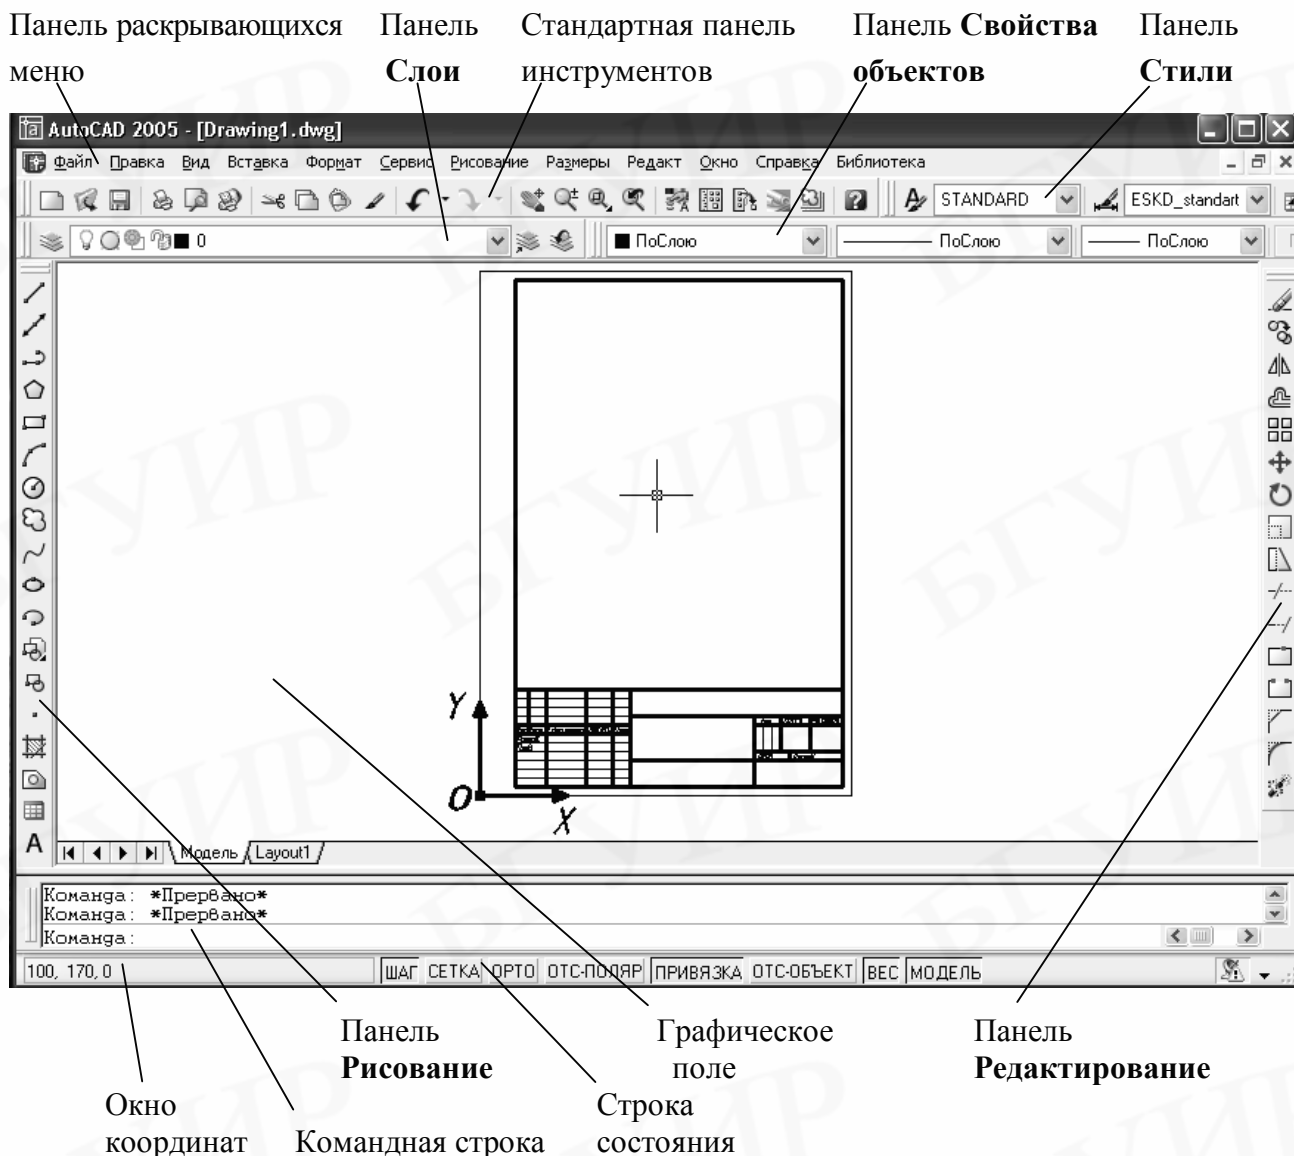 Панель раскрывающихся меню
Панель Слои
Стандартная панель инструментов
Панель Свойства объектов
Панель Стили
AutoCAD 2005 - [Drawing1.dwg]
Файл Правка Вид Вставка Формат Сервис Рисование Размеры Редакт Окно Справка Библиотека
STANDARD ESKD_standart
0 ПоСлою ПоСлою ПоСлою
Y
O
X
A
Модель Layout1
Команда: *Прервано*
Команда: *Прервано*
Команда:
100, 170,0 ШАГ СЕТКА ОРТО ОТС-ПОЛЯР ПРИВЯЗКА ОТС-ОБЪЕКТ ВЕС МОДЕЛЬ
Панель Рисование
Графическое поле
Панель Редактирование
Окно координат
Командная строка
Строка состояния
БГУИР